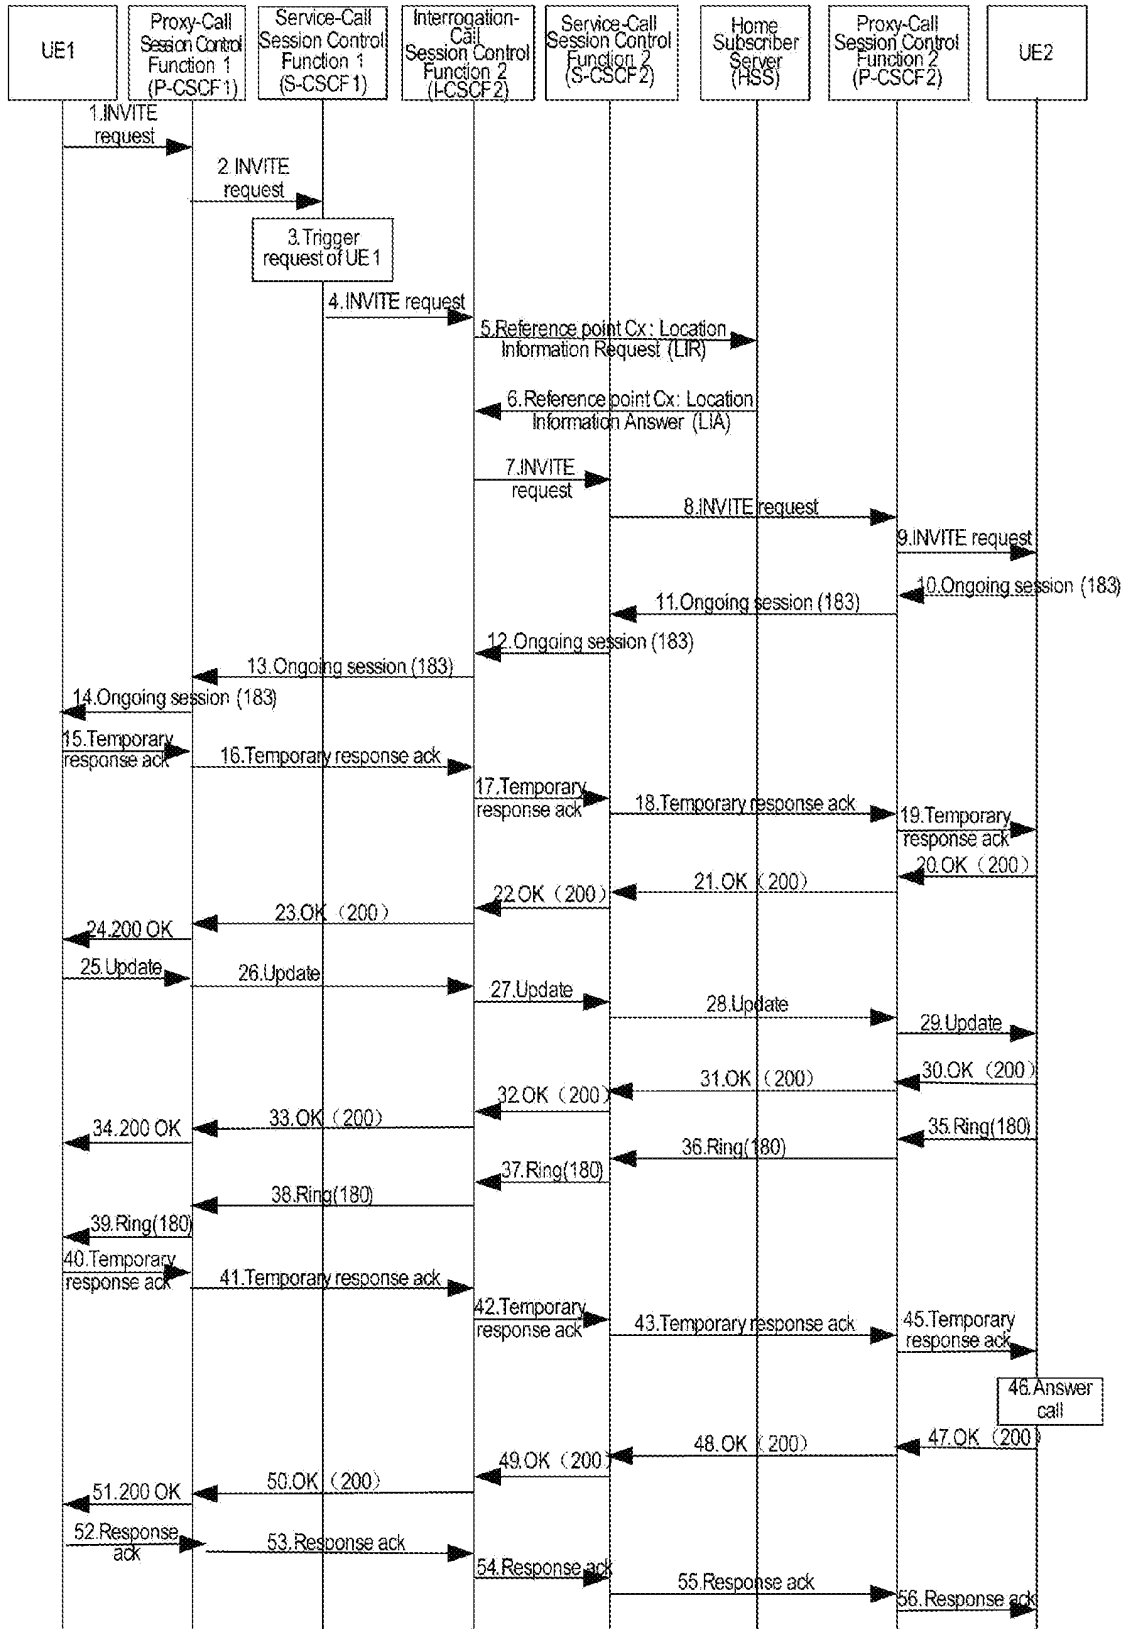 UE1
Proxy-Call
Session Control
Function 1
(P-CSCF1)
Service-Call
Session Control
Function 1
(S-CSCF1)
Interrogation-
Call
Session Control
Function 2
(I-CSCF2)
Service-Call
Session Control
Function 2
(S-CSCF2)
Home
Subscriber
Server
(HSS)
Proxy-Call
Session Control
Function 2
(P-CSCF2)
UE2
1.INVITE
request
2.INVITE
request
3.Trigger
request of UE1
4.INVITE request
5.Reference point Cx: Location
Information Request (LIR)
6.Reference point Cx: Location
Information Answer (LIA)
7.INVITE
request
8.INVITE request
9.INVITE request
10.Ongoing session (183)
11.Ongoing session (183)
12.Ongoing session (183)
13.Ongoing session (183)
14.Ongoing session (183)
15.Temporary
response ack
16.Temporary response ack
17.Temporary
response ack
18.Temporary response ack
19.Temporary
response ack
20.OK（200）
21.OK（200）
22.OK（200）
23.OK（200）
24.200 OK
25.Update
26.Update
27.Update
28.Update
29.Update
30.OK（200）
31.OK（200）
32.OK（200）
33.OK（200）
34.200 OK
35.Ring(180)
36.Ring(180)
37.Ring(180)
38.Ring(180)
39.Ring(180)
40.Temporary
response ack
41.Temporary response ack
42.Temporary
response ack
43.Temporary response ack
45.Temporary
response ack
46.Answer
call
47.OK（200）
48.OK（200）
49.OK（200）
50.OK（200）
51.200 OK
52.Response
ack
53.Response ack
54.Response ack
55.Response ack
56.Response ack